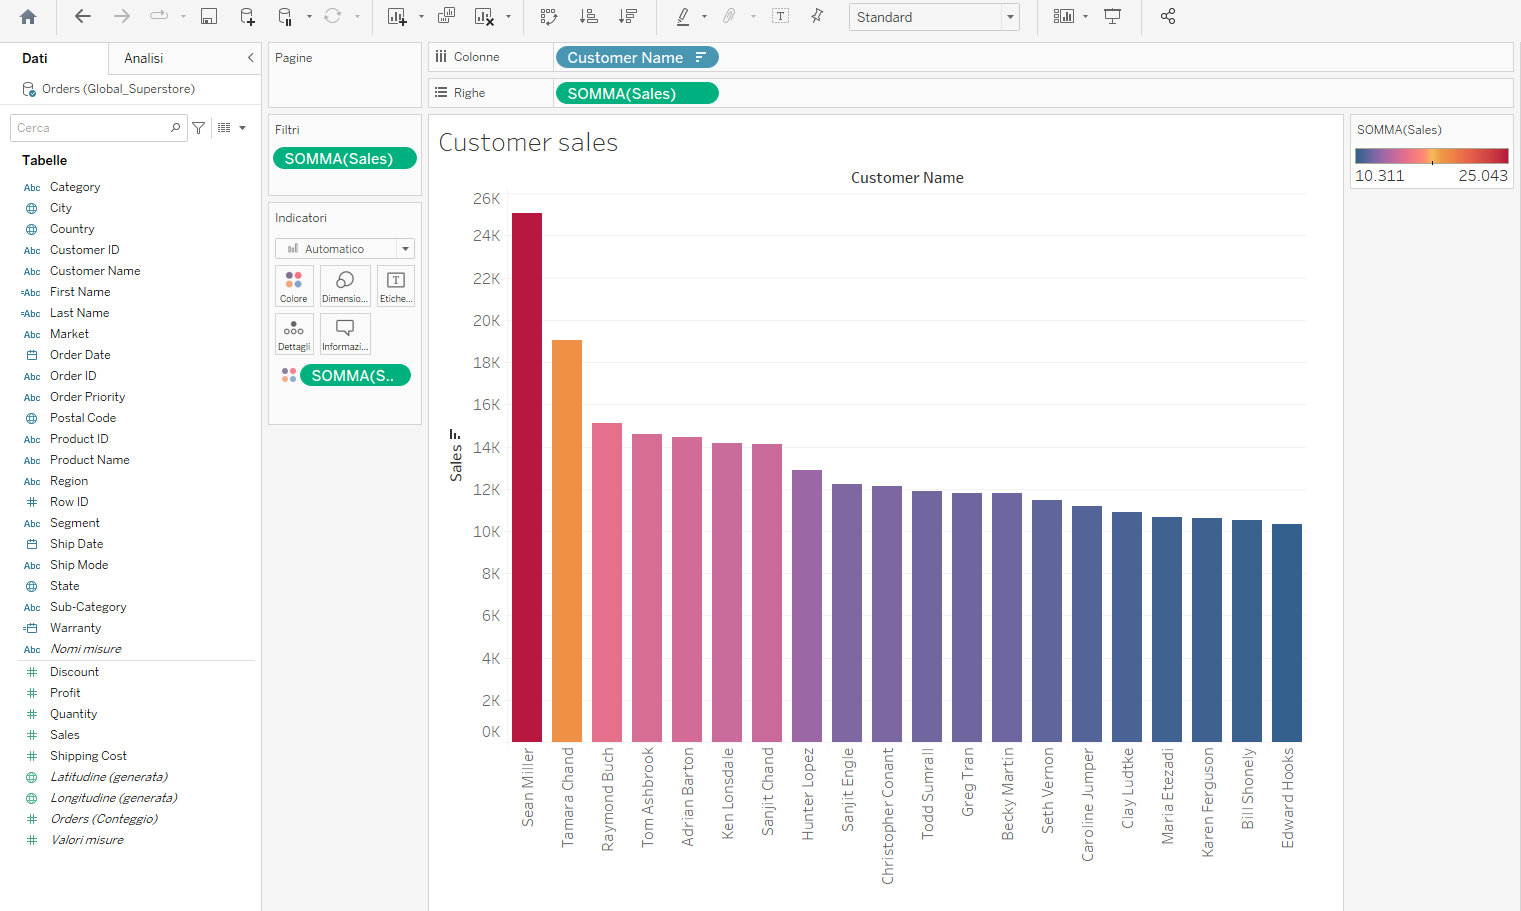 Standard
Dati
Analisi
Orders (Global_Superstore)
Cerca
Tabelle
Abc Category
City
Country
Abc Customer ID
Abc Customer Name
=Abc First Name
=Abc Last Name
Abc Market
Order Date
Abc Order ID
Abc Order Priority
Postal Code
Abc Product ID
Abc Product Name
Abc Region
# Row ID
Abc Segment
Ship Date
Abc Ship Mode
State
Abc Sub-Category
= Warranty
Abc Nomi misure
# Discount
# Profit
# Quantity
# Sales
# Shipping Cost
Latitudine (generata)
Longitudine (generata)
# Orders (Conteggio)
# Valori misure
Pagine
Filtri
SOMMA(Sales)
Indicatori
Automatico
Colore
Dimensio...
T
Etiche...
Dettagli
Informazi...
SOMMA(S..
Colonne
Customer Name
Righe
SOMMA(Sales)
Customer sales
Customer Name
26K
24K
22K
20K
18K
16K
14K
12K
10K
8K
6K
4K
2K
0K
Sales
Sean Miller
Tamara Chand
Raymond Buch
Tom Ashbrook
Adrian Barton
Ken Lonsdale
Sanjit Chand
Hunter Lopez
Sanjit Engle
Christopher Conant
Todd Sumrall
Greg Tran
Becky Martin
Seth Vernon
Caroline Jumper
Clay Ludtke
Maria Etezadi
Karen Ferguson
Bill Shonely
Edward Hooks
SOMMA(Sales)
10.311
25.043